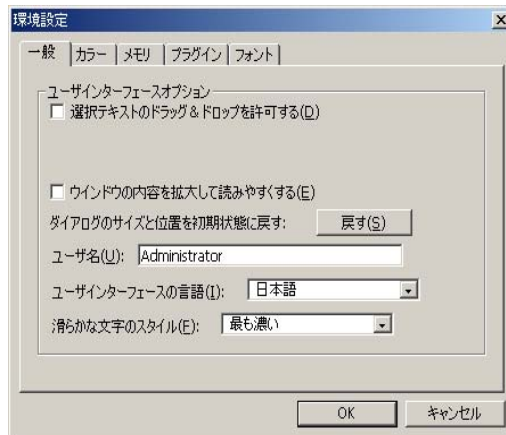 環境設定
一般 カラー メモリ プラグイン フォント
ユーザインターフェースオプション
選択テキストのドラッグ&ドロップを許可する(D)
ウインドウの内容を拡大して読みやすくする(E)
ダイアログのサイズと位置を初期状態に戻す: 戻す(S)
ユーザ名(U): Administrator
ユーザインターフェースの言語(I): 日本語
滑らかな文字のスタイル(F): 最も濃い
OK キャンセル